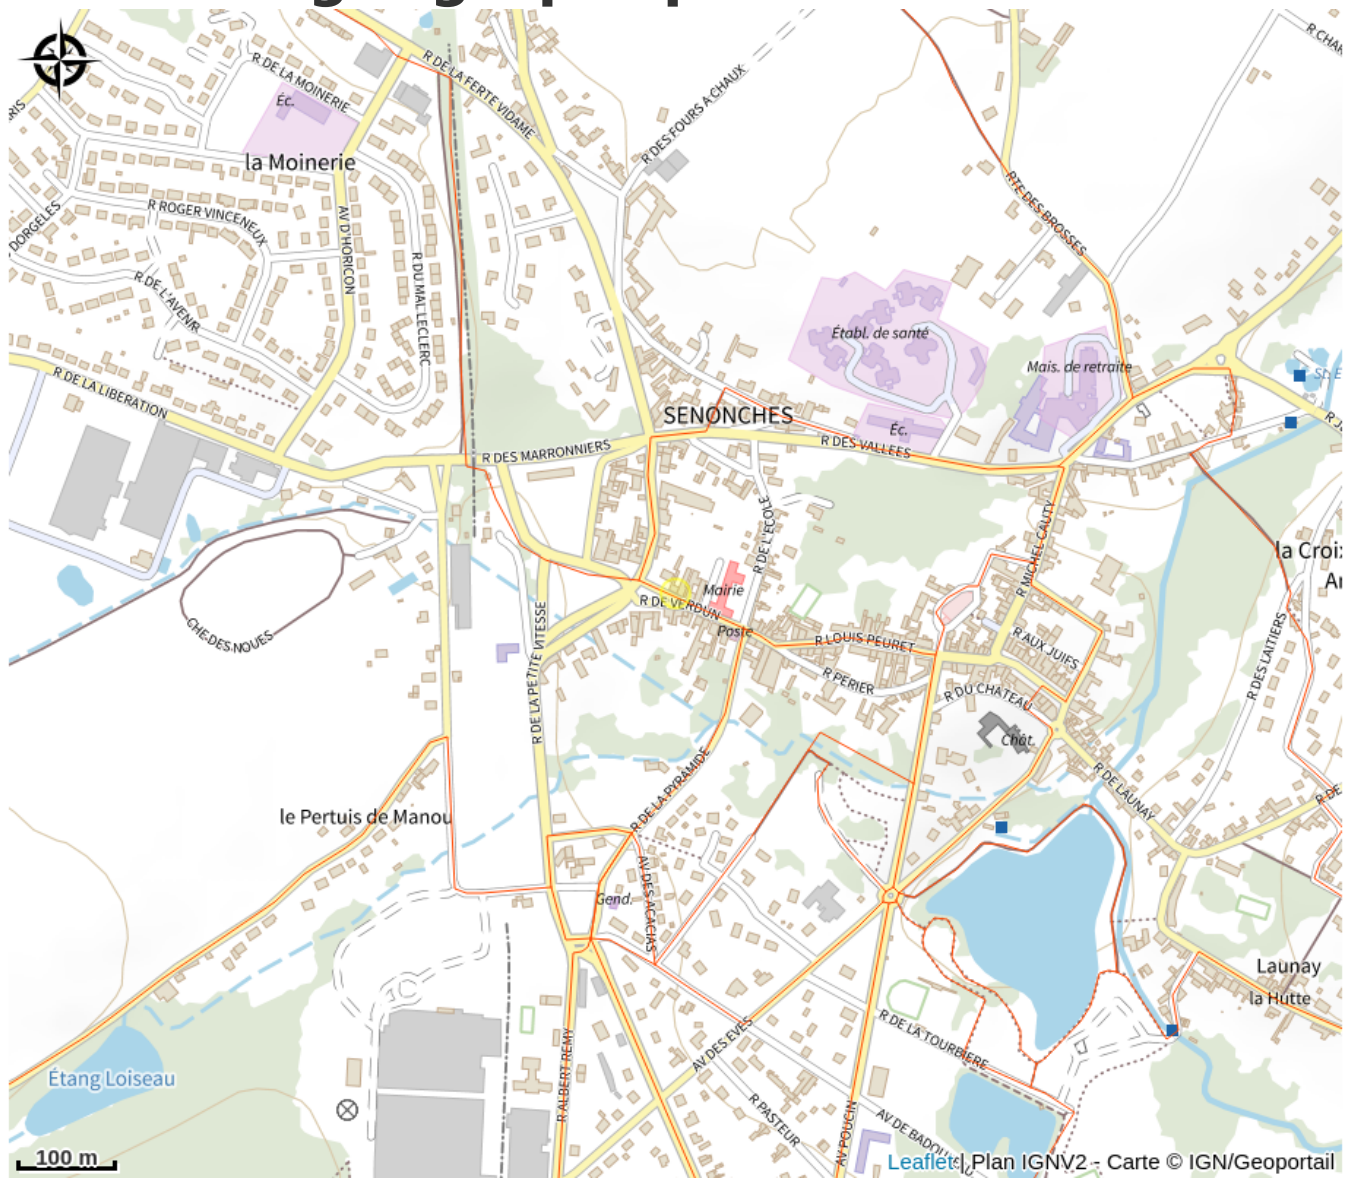 R DE LA FERTE VIDAME
R DE LA MOINERIE
Éc.
R DES FOURS A CHAUX
la Moinerie
DORGELES
R ROGER VINCENEUX
AV D'HORICON
R DU MAL LECLERC
R DE L'AVENIR
RTE DES BROSSES
Établ. de santé
Mais. de retraite
R DE LA LIBERATION
SENONCHES
Éc.
R DES MARRONNIERS
R DES VALLEES
R DE L'ECOLE
R MICHEL CAUTY
la Croix
Mairie
R DE VERDUN
Poste
R LOUIS PEURET
R AUX JUIFS
CHE DES NOUES
R DE LA PETITE VITESSE
R PERIER
R DU CHATEAU
R DES LAITIERS
Chât.
R DE LAUNAY
R DE LA PYRAMIDE
le Pertuis de Manou
AV DES ACACIAS
Gend.
Launay
la Hutte
R DE LA TOURBIERE
AV DES EVES
Étang Loiseau
R ALBERT REMY
R PASTEUR
AV POUCIN
100 m
Leaflet | Plan IGNV2 - Carte © IGN/Geoportail